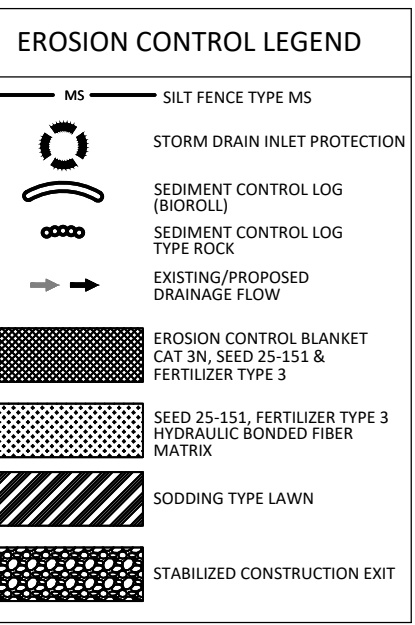 EROSION CONTROL LEGEND
MS SILT FENCE TYPE MS
STORM DRAIN INLET PROTECTION
SEDIMENT CONTROL LOG
(BIOROLL)
SEDIMENT CONTROL LOG
TYPE ROCK
EXISTING/PROPOSED
DRAINAGE FLOW
EROSION CONTROL BLANKET
CAT 3N, SEED 25-151 &
FERTILIZER TYPE 3
SEED 25-151, FERTILIZER TYPE 3
HYDRAULIC BONDED FIBER
MATRIX
SODDING TYPE LAWN
STABILIZED CONSTRUCTION EXIT